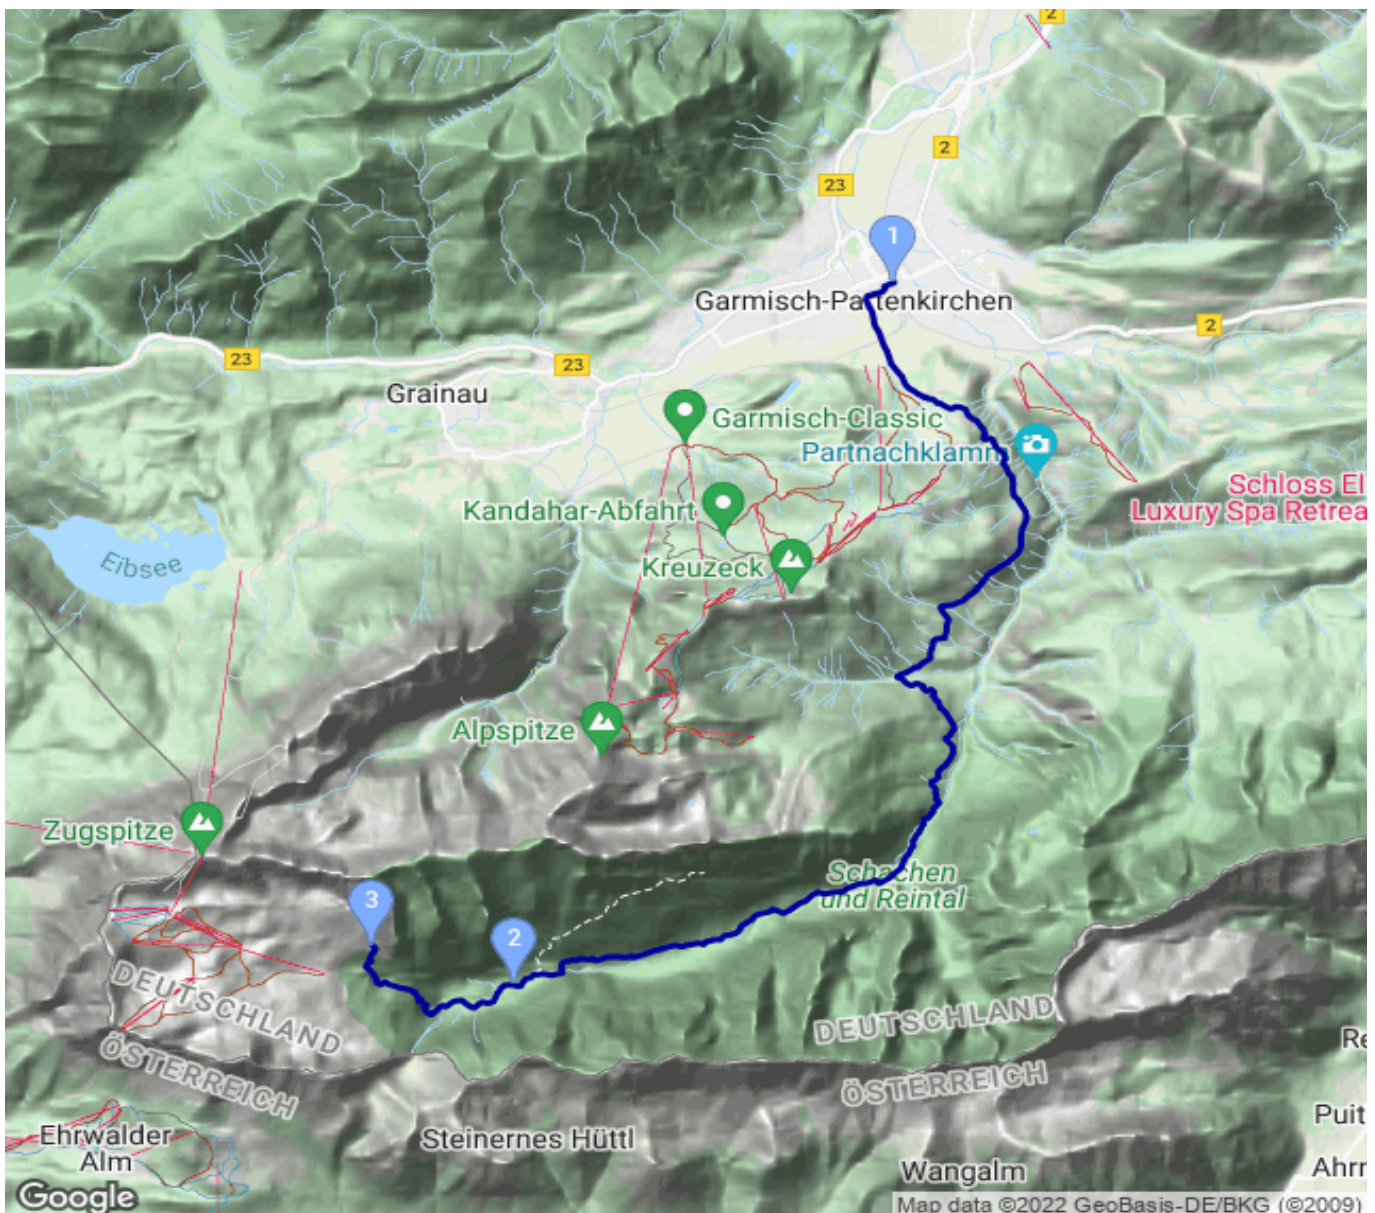 2
2
23
1
Garmisch-Partenkirchen
2
23
23
Grainau
Garmisch-Classic
Partnachklamm
Schloss El
Luxury Spa Retrea
Kandahar-Abfahrt
Eibsee
Kreuzeck
Alpspitze
Zugspitze
Schachen
und Reintal
3
2
DEUTSCHLAND
DEUTSCHLAND
ÖSTERREICH
ÖSTERREICH
Re
Puit
Ehrwalder
Alm
Steinernes Hüttl
Wangalm
Ahrr
Google
Map data ©2022 GeoBasis-DE/BKG (©2009)